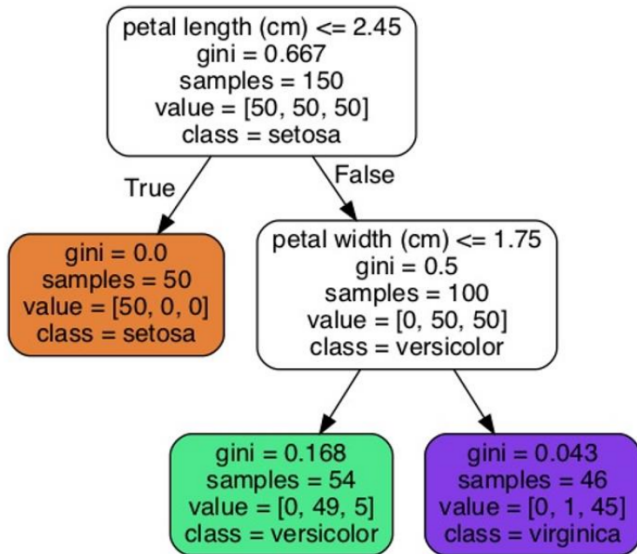 petal length (cm) <= 2.45
gini = 0.667
samples = 150
value = [50, 50, 50]
class = setosa
True
False
gini = 0.0
samples = 50
value = [50, 0, 0]
class = setosa
petal width (cm) <= 1.75
gini = 0.5
samples = 100
value = [0, 50, 50]
class = versicolor
gini = 0.168
samples = 54
value = [0, 49, 5]
class = versicolor
gini = 0.043
samples = 46
value = [0, 1, 45]
class = virginica